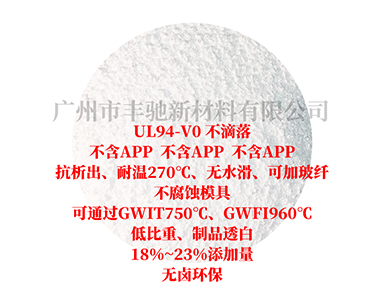 广州市丰驰新材料有限公司
UL94-V0 不滴落
不含APP 不含APP 不含APP
抗析出、耐温270℃、无水滑、可加玻纤
不腐蚀模具
可通过GWIT750℃、GWFI960℃
低比重、制品透白
18%~23%添加量
无卤环保